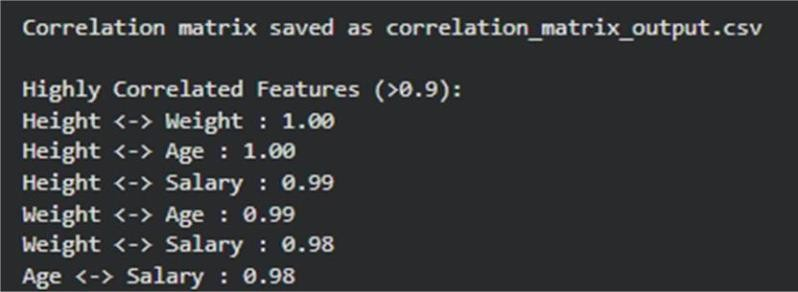 Correlation matrix saved as correlation_matrix_output.csv
Highly Correlated Features (>0.9):
Height <-> Weight : 1.00
Height <-> Age : 1.00
Height <-> Salary : 0.99
Weight <-> Age : 0.99
Weight <-> Salary : 0.98
Age <-> Salary : 0.98